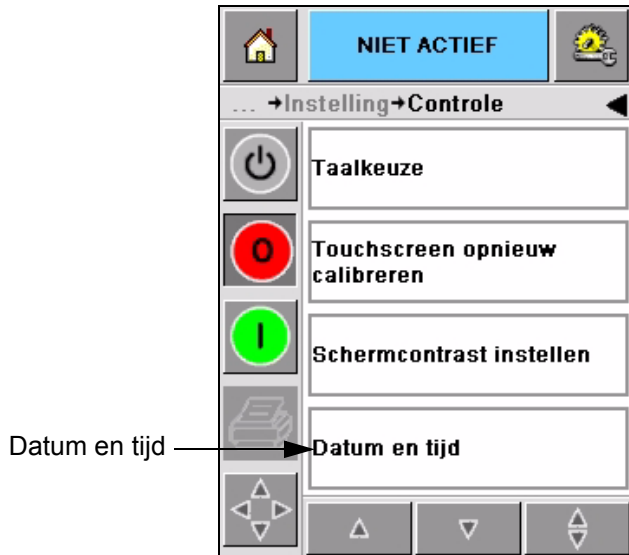 NIET ACTIEF
... →Instelling→Controle
Taalkeuze
O
Touchscreen opnieuw
calibreren
I
Schermcontrast instellen
Datum en tijd
Datum en tijd